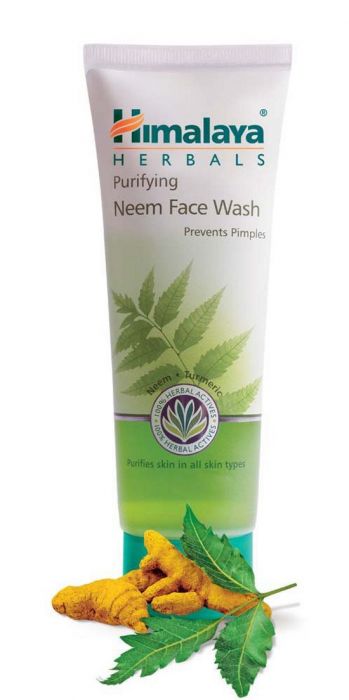 Himalaya®
HERBALS
Purifying
Neem Face Wash
Prevents Pimples
Neem • Turmeric
100% HERBAL ACTIVES
100% HERBAL ACTIVES
Purifies skin in all skin types